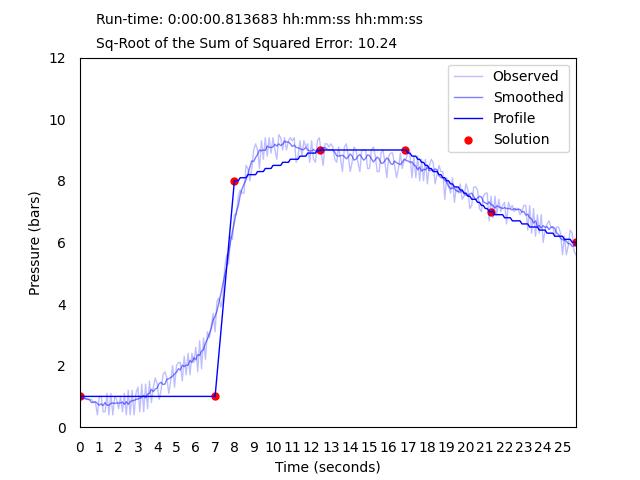 Run-time: 0:00:00.813683 hh:mm:ss hh:mm:ss
Sq-Root of the Sum of Squared Error: 10.24
Observed
Smoothed
Profile
Solution
12
10
8
6
4
2
0
Pressure (bars)
0 1 2 3 4 5 6 7 8 9 10 11 12 13 14 15 16 17 18 19 20 21 22 23 24 25
Time (seconds)